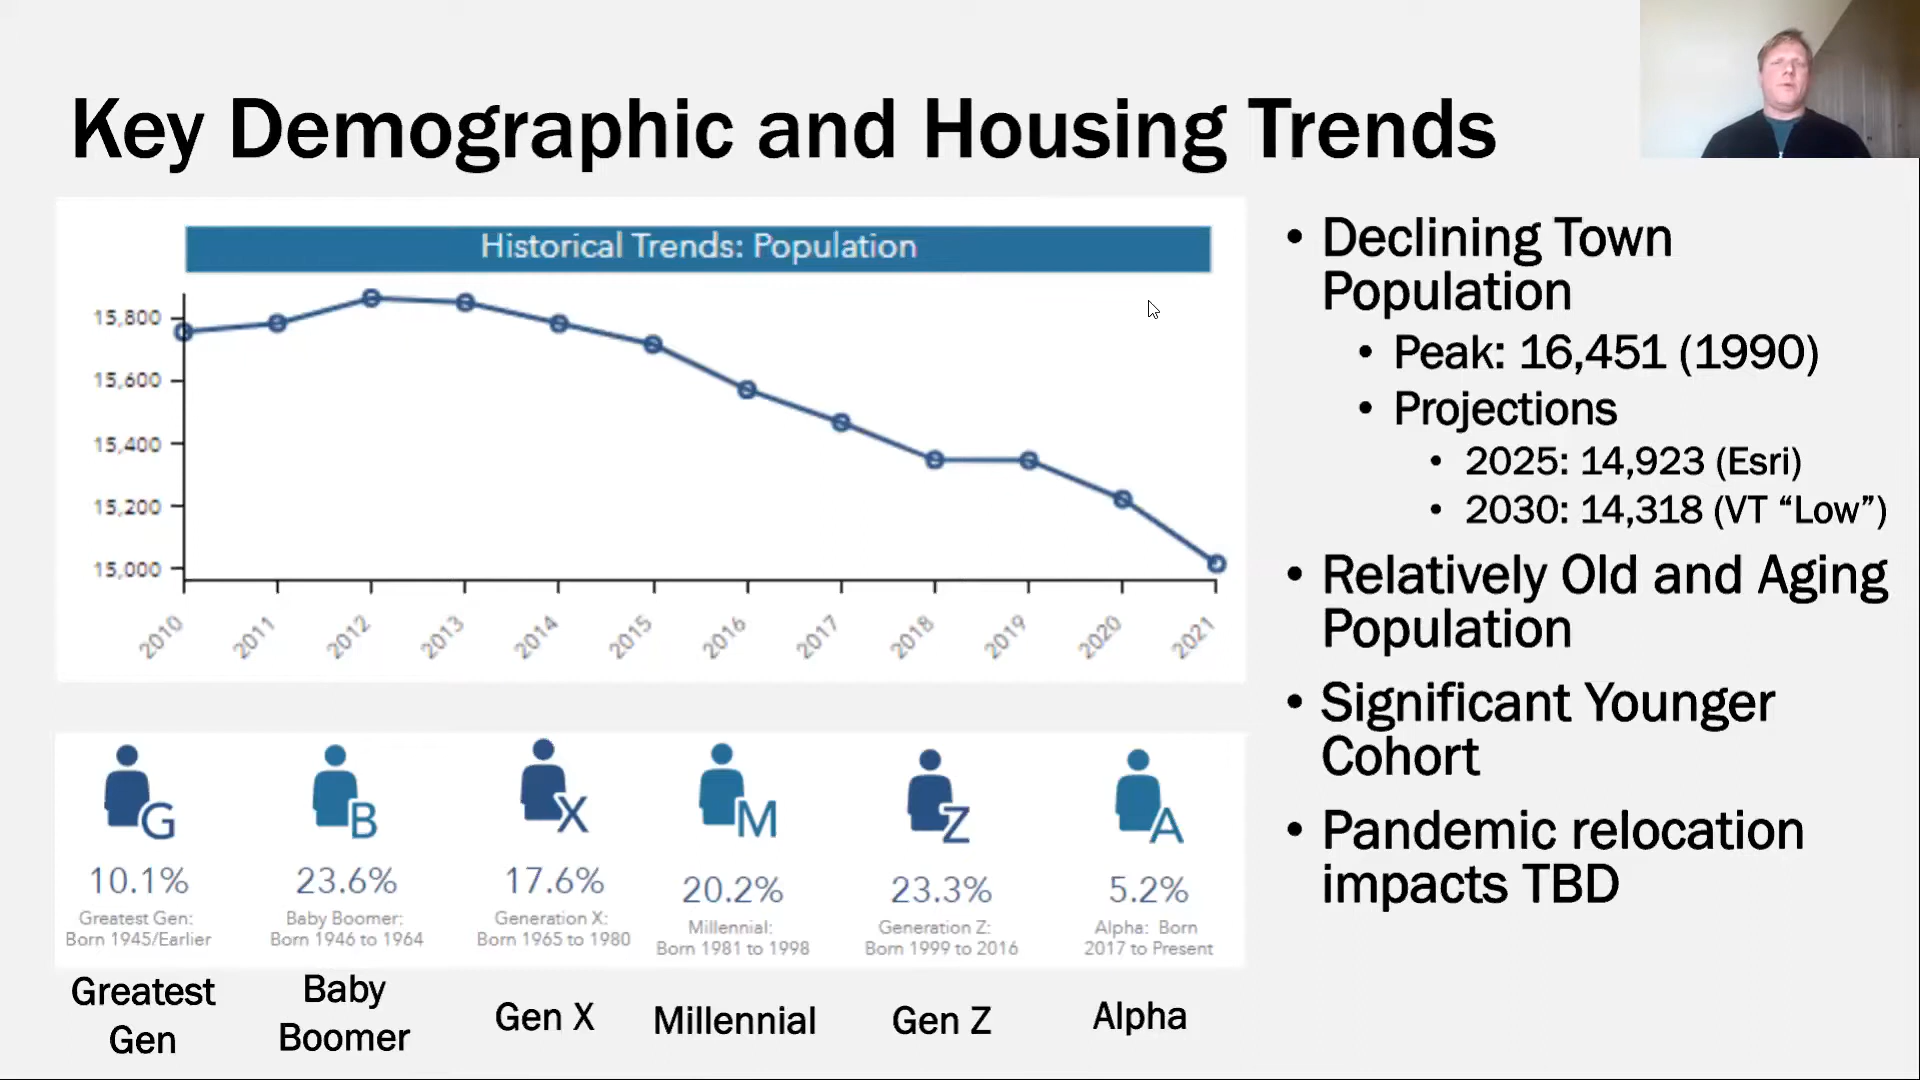 Key Demographic and Housing Trends
Historical Trends: Population
15,800
15,600
15,400
15,200
15,000
2010
2011
2012
2013
2014
2015
2016
2017
2018
2019
2020
2021
G
B
X
M
Z
A
10.1%
23.6%
17.6%
20.2%
23.3%
5.2%
Greatest Gen:
Born 1945/Earlier
Baby Boomer:
Born 1946 to 1964
Generation X:
Born 1965 to 1980
Millennial:
Born 1981 to 1998
Generation Z:
Born 1999 to 2016
Alpha: Born
2017 to Present
Greatest
Gen
Baby
Boomer
Gen X
Millennial
Gen Z
Alpha
• Declining Town
Population
• Peak: 16,451 (1990)
• Projections
• 2025: 14,923 (Esri)
• 2030: 14,318 (VT “Low”)
• Relatively Old and Aging
Population
• Significant Younger
Cohort
• Pandemic relocation
impacts TBD